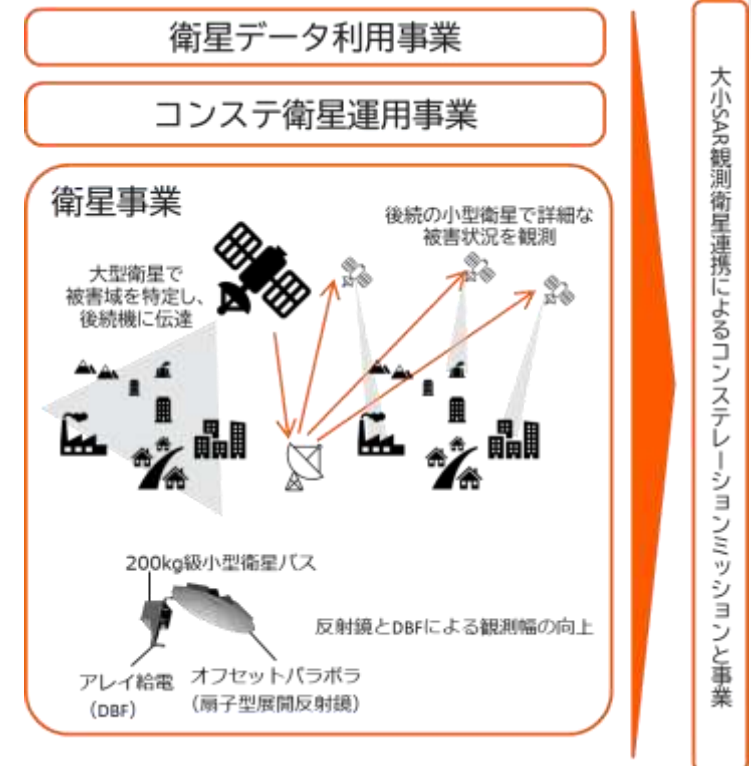 衛星データ利用事業
コンステ衛星運用事業
衛星事業
後続の小型衛星で詳細な
被害状況を観測
大型衛星で
被害域を特定し、
後続機に伝達
200kg級小型衛星バス
反射鏡とDBFによる観測幅の向上
アレイ給電
（DBF）
オフセットパラボラ
（扇子型展開反射鏡）
大小SAR観測衛星連携によるコンステレーションミッションと事業